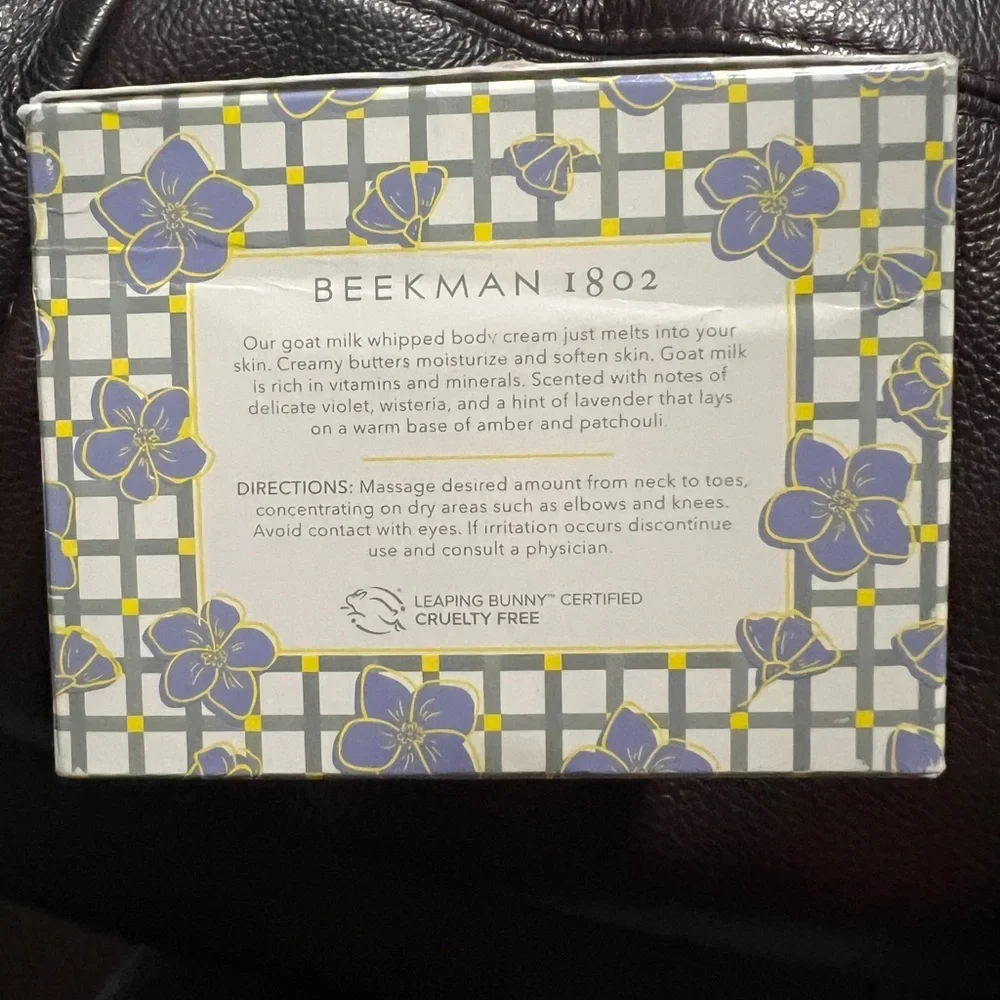 BEEKMAN 1802
Our goat milk whipped body cream just melts into your
skin. Creamy butters moisturize and soften skin. Goat milk
is rich in vitamins and minerals. Scented with notes of
delicate violet, wisteria, and a hint of lavender that lays
on a warm base of amber and patchouli.
DIRECTIONS: Massage desired amount from neck to toes,
concentrating on dry areas such as elbows and knees.
Avoid contact with eyes. If irritation occurs discontinue
use and consult a physician.
LEAPING BUNNY™ CERTIFIED
CRUELTY FREE